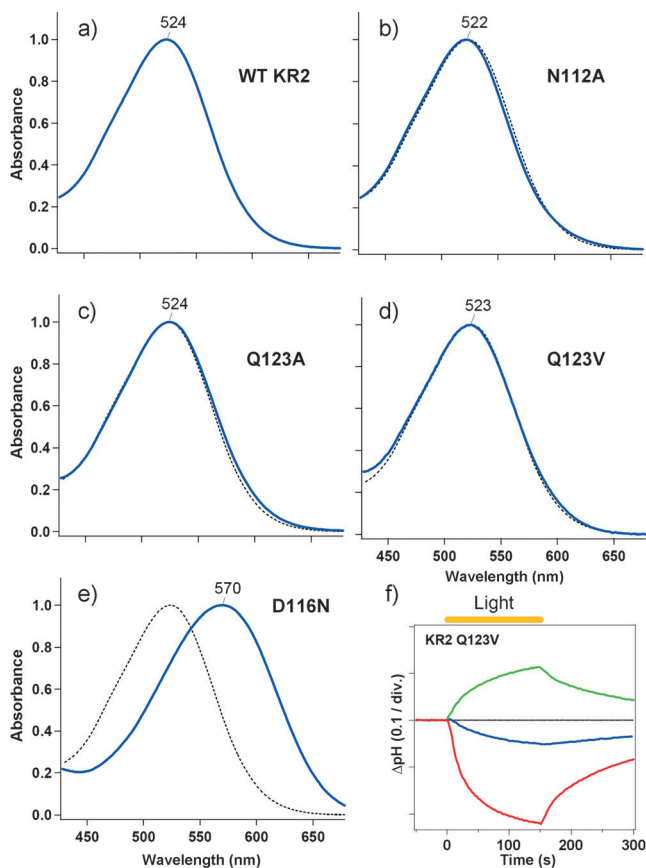 a)
524
WT KR2
Absorbance
1.0
0.8
0.6
0.4
0.2
0.0
b)
522
N112A
c)
524
Q123A
Absorbance
1.0
0.8
0.6
0.4
0.2
0.0
d)
523
Q123V
450 500 550 600 650
Wavelength (nm)
e)
570
D116N
Absorbance
1.0
0.8
0.6
0.4
0.2
0.0
450 500 550 600 650
Wavelength (nm)
f)
Light
KR2 Q123V
ΔpH (0.1 / div.)
0 100 200 300
Time (s)